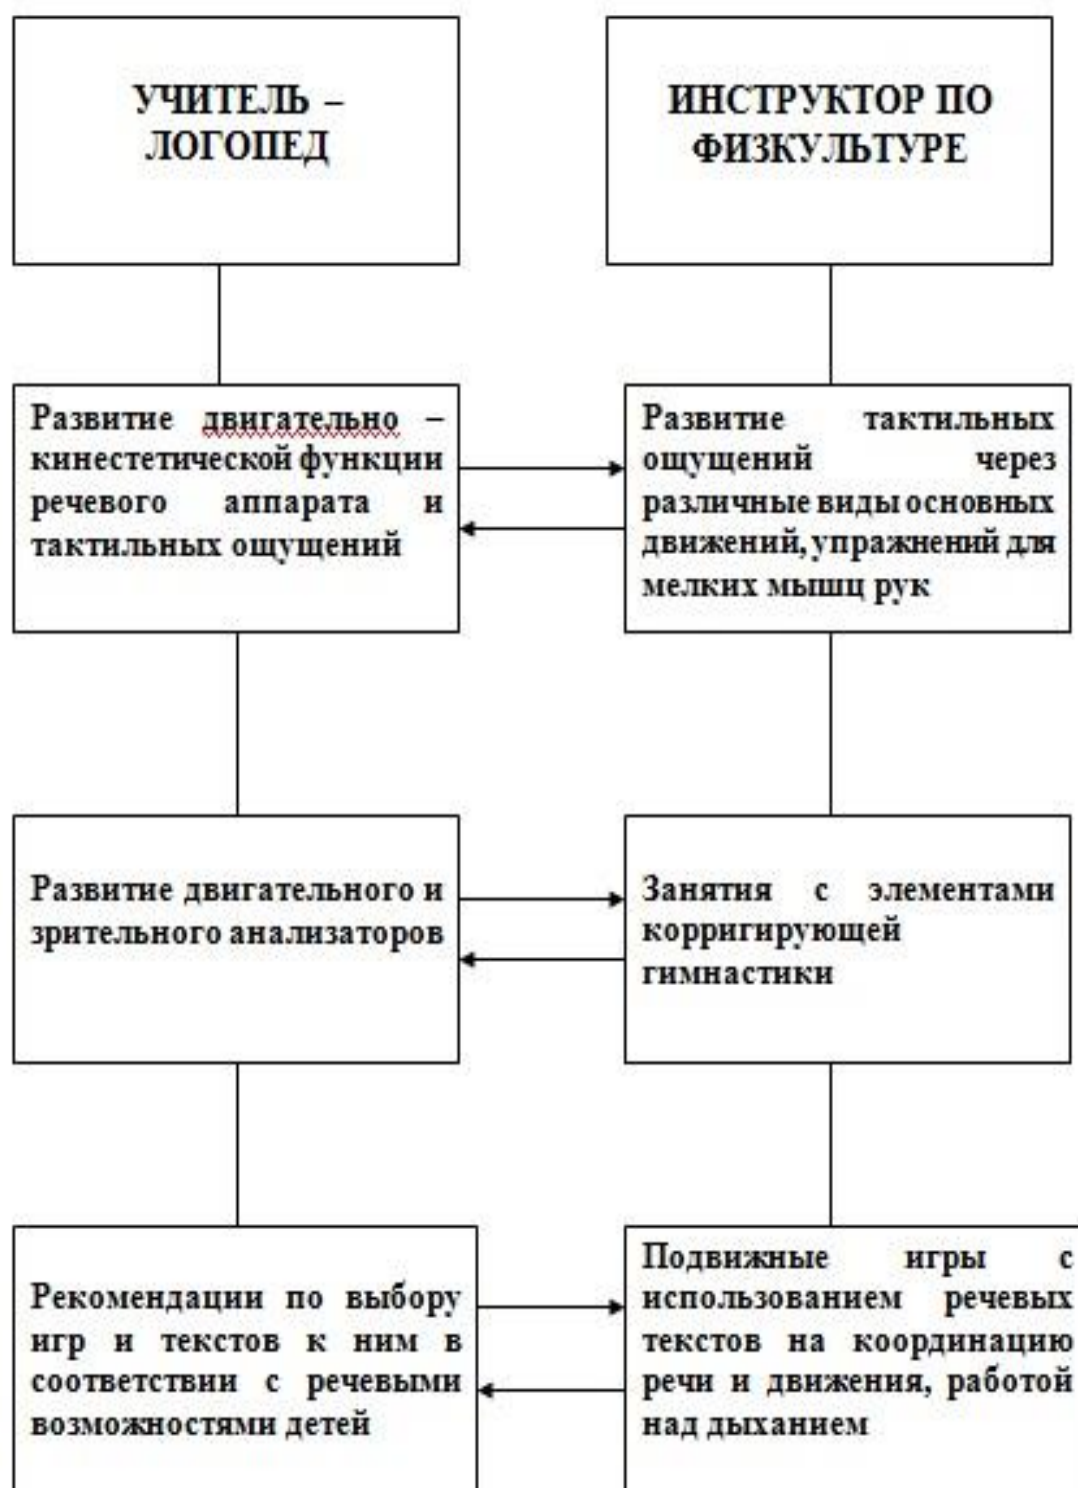 УЧИТЕЛЬ –
ЛОГОПЕД
ИНСТРУКТОР ПО
ФИЗКУЛЬТУРЕ
Развитие двигательно –
кинестетической функции
речевого аппарата и
тактильных ощущений
Развитие тактильных
ощущений через
различные виды основных
движений, упражнений для
мелких мышц рук
Развитие двигательного и
зрительного анализаторов
Занятия с элементами
корригирующей
гимнастики
Рекомендации по выбору
игр и текстов к ним в
соответствии с речевыми
возможностями детей
Подвижные игры с
использованием речевых
текстов на координацию
речи и движения, работой
над дыханием